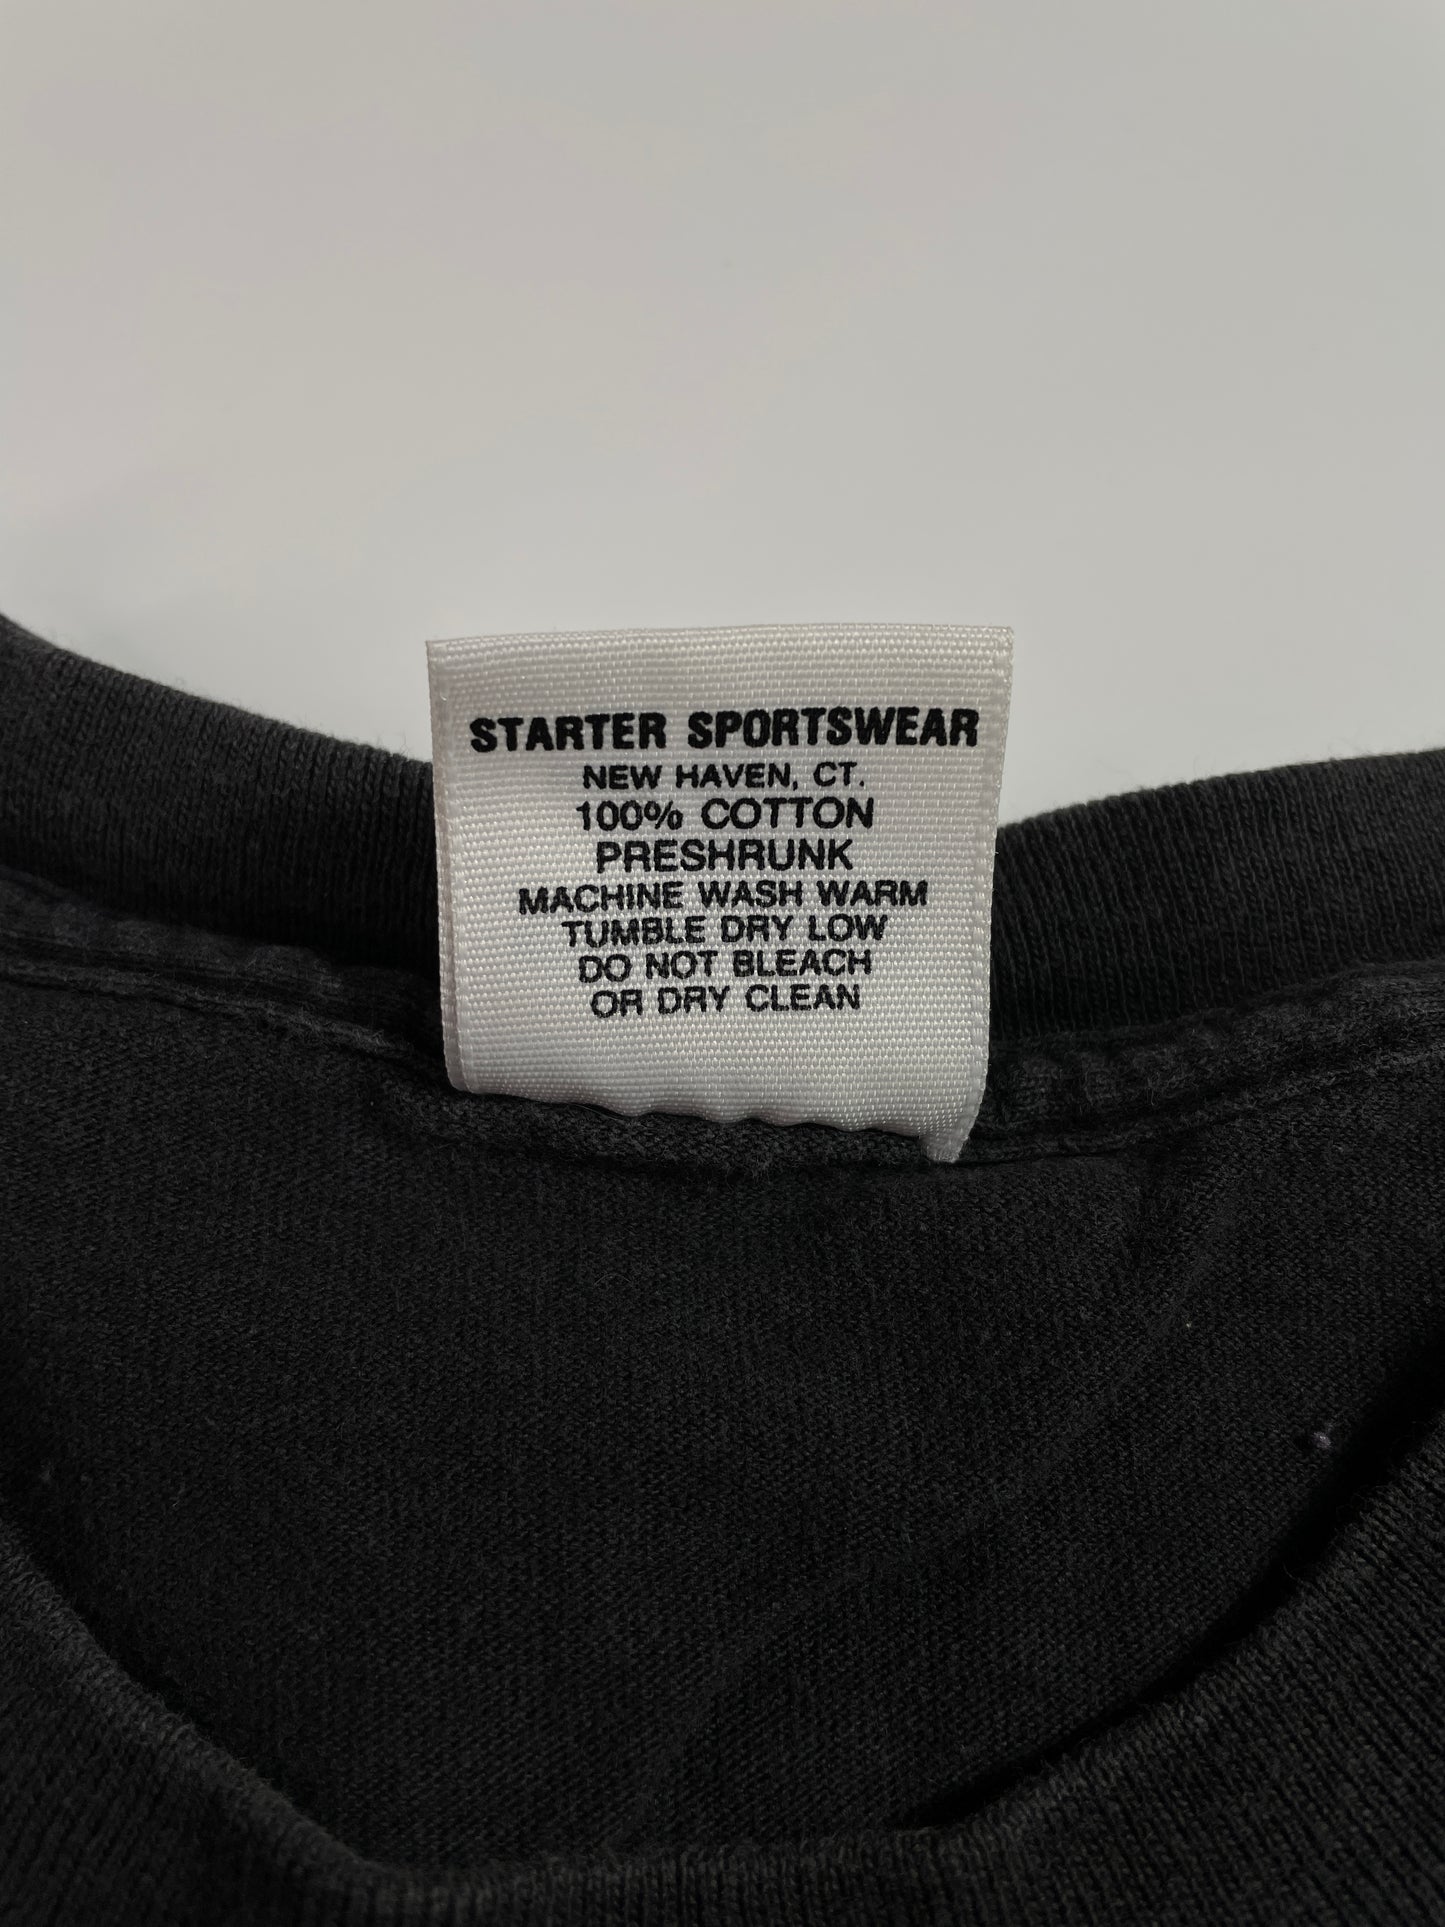 STARTER SPORTSWEAR
NEW HAVEN, CT.
100% COTTON
PRESHRUNK
MACHINE WASH WARM
TUMBLE DRY LOW
DO NOT BLEACH
OR DRY CLEAN